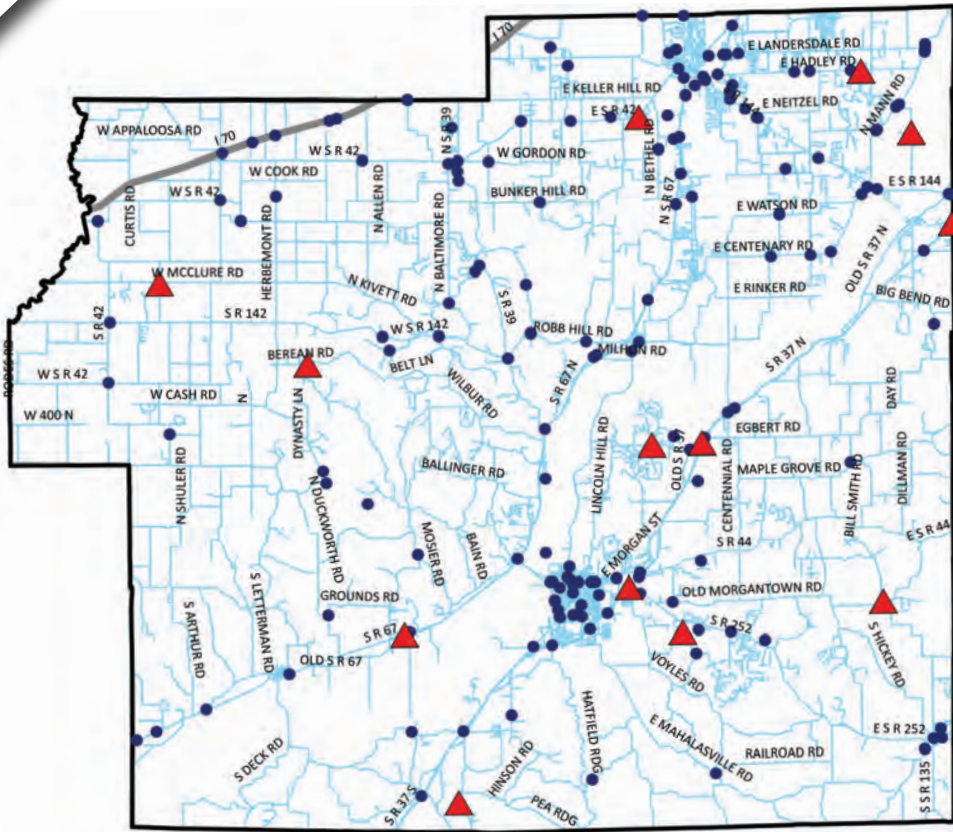 I 70
E LANDERSDALE RD
E HADLEY RD
E KELLER HILL RD
S R 144
E NEITZEL RD
N MANN RD
E S R 42
W APPALOOSA RD
I 70
N S R 39
W S R 42
W GORDON RD
N BETHEL RD
W COOK RD
N ALLEN RD
BUNKER HILL RD
N S R 67
E S R 144
CURTIS RD
W S R 42
HERBEMONT RD
N BALTIMORE RD
E WATSON RD
E CENTENARY RD
OLD S R 37 N
W MCCLURE RD
N KIVETT RD
S R 39
E RINKER RD
BIG BEND RD
S R 42
S R 142
W S R 142
ROBB HILL RD
MILHON RD
S R 37 N
RODES RD
BEREAN RD
BELT LN
W S R 42
WILBUR RD
S R 67 N
DAY RD
W CASH RD
N
W 400 N
DYNASTY LN
LINCOLN HILL RD
OLD S R 37
EGBERT RD
CENTENNIAL RD
MAPLE GROVE RD
BILL SMITH RD
DILLMAN RD
BALLINGER RD
N SHULER RD
N DUCKWORTH RD
MOSIER RD
BAIN RD
E MORGAN ST
S R 44
E S R 44
GROUNDS RD
OLD MORGANTOWN RD
S ARTHUR RD
S LETTERMAN RD
S R 67
S R 252
S HICKEY RD
OLD S R 67
VOYLES RD
S DECK RD
HINSON RD
HATFIELD RDG
E MAHALASVILLE RD
RAILROAD RD
E S R 252
S S R 135
S R 37 S
PEA RDG